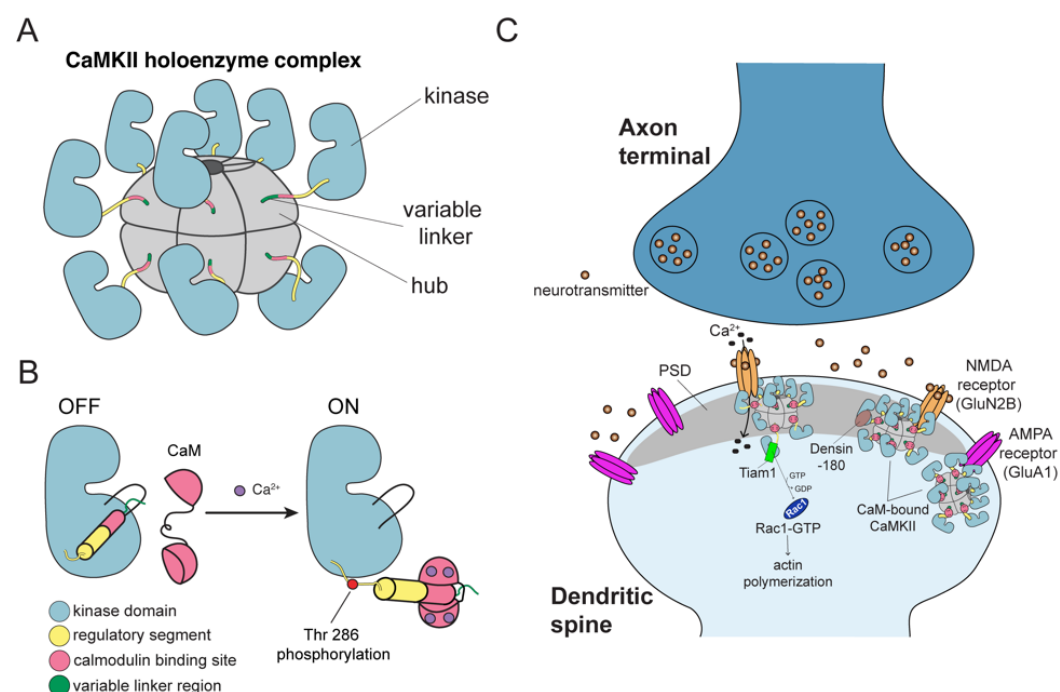 A
CaMKII holoenzyme complex
kinase
variable
linker
hub
B
OFF
ON
CaM
Ca²⁺
Thr 286
phosphorylation
kinase domain
regulatory segment
calmodulin binding site
variable linker region
C
Axon
terminal
neurotransmitter
Ca²⁺
PSD
NMDA
receptor
(GluN2B)
AMPA
receptor
(GluA1)
Densin
-180
Tiam1
GTP
GDP
CaM-bound
CaMKII
Rac1
Rac1-GTP
actin
polymerization
Dendritic
spine